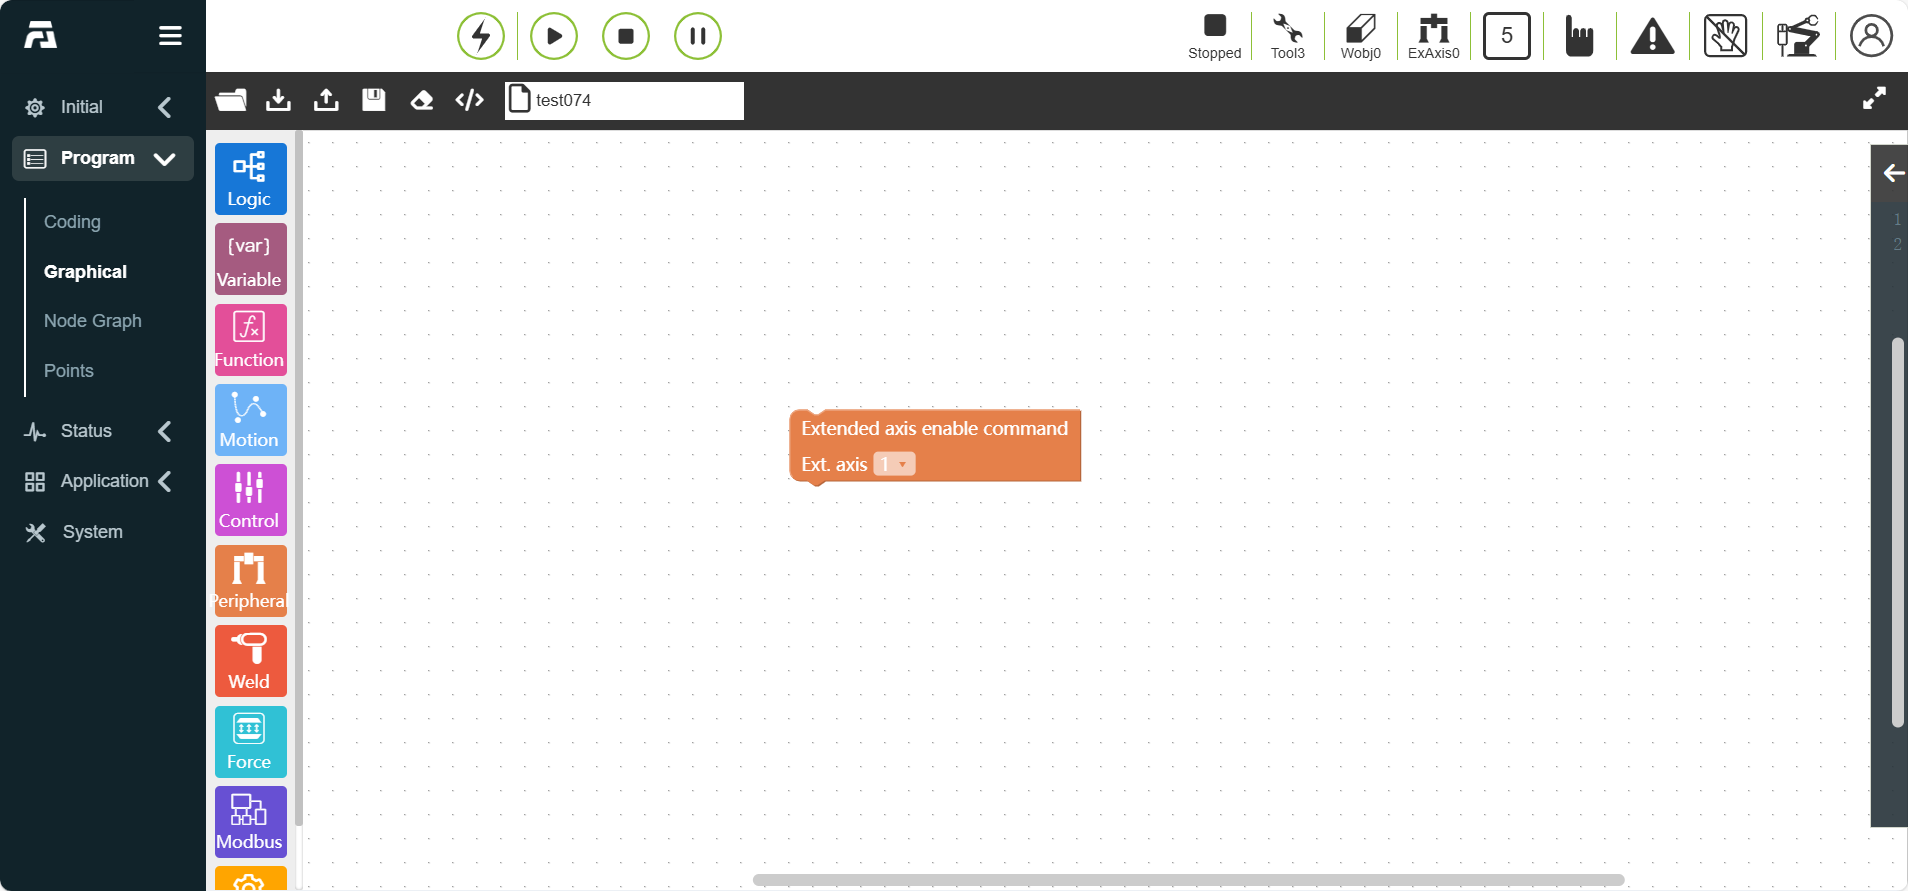 Stopped
Tool3
Wobj0
ExAxis0
5
test074
Initial
Program
Coding
Graphical
Node Graph
Points
Status
Application
System
Logic
{var}
Variable
fx
Function
Motion
Control
Peripheral
Weld
Force
Modbus
Extended axis enable command
Ext. axis 1
1
2